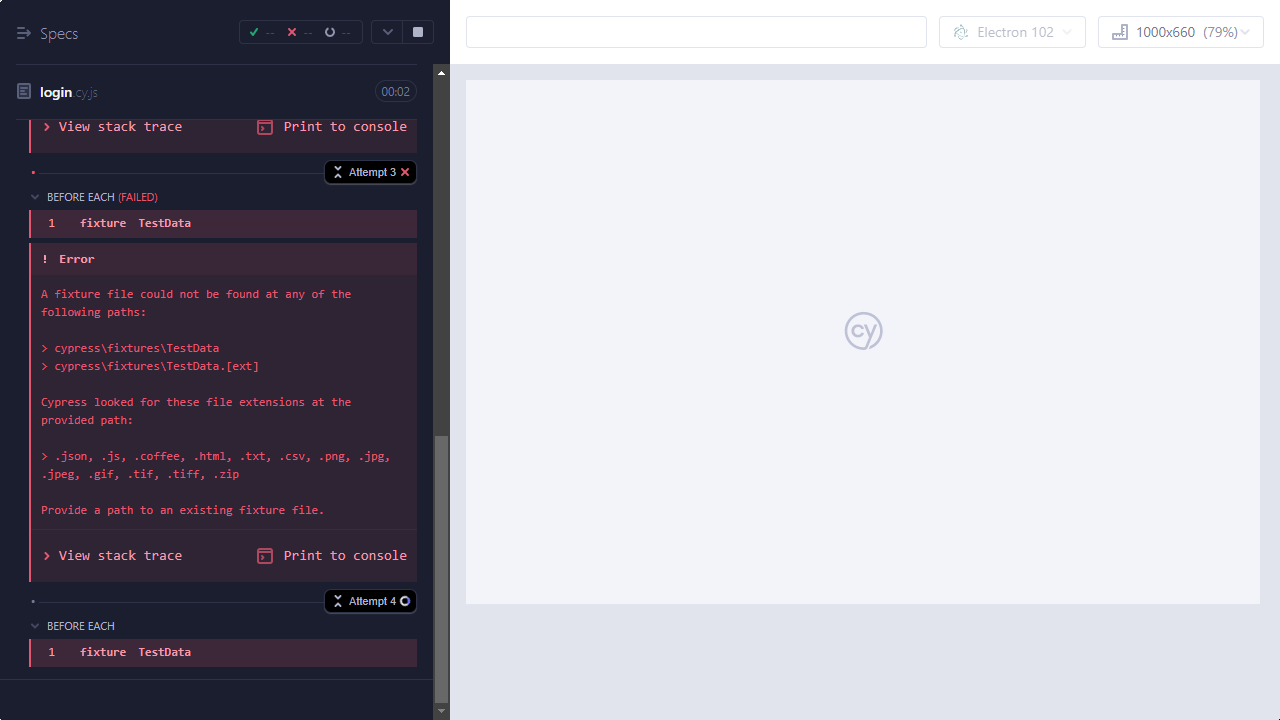 Specs
-- -- --
Electron 102
1000x660 (79%)
login.cy.js
00:02
View stack trace Print to console
Attempt 3
BEFORE EACH (FAILED)
1 fixture TestData
! Error
A fixture file could not be found at any of the
following paths:
> cypress\fixtures\TestData
> cypress\fixtures\TestData.[ext]
Cypress looked for these file extensions at the
provided path:
> .json, .js, .coffee, .html, .txt, .csv, .png, .jpg,
.jpeg, .gif, .tif, .tiff, .zip
Provide a path to an existing fixture file.
View stack trace Print to console
Attempt 4
BEFORE EACH
1 fixture TestData
cy